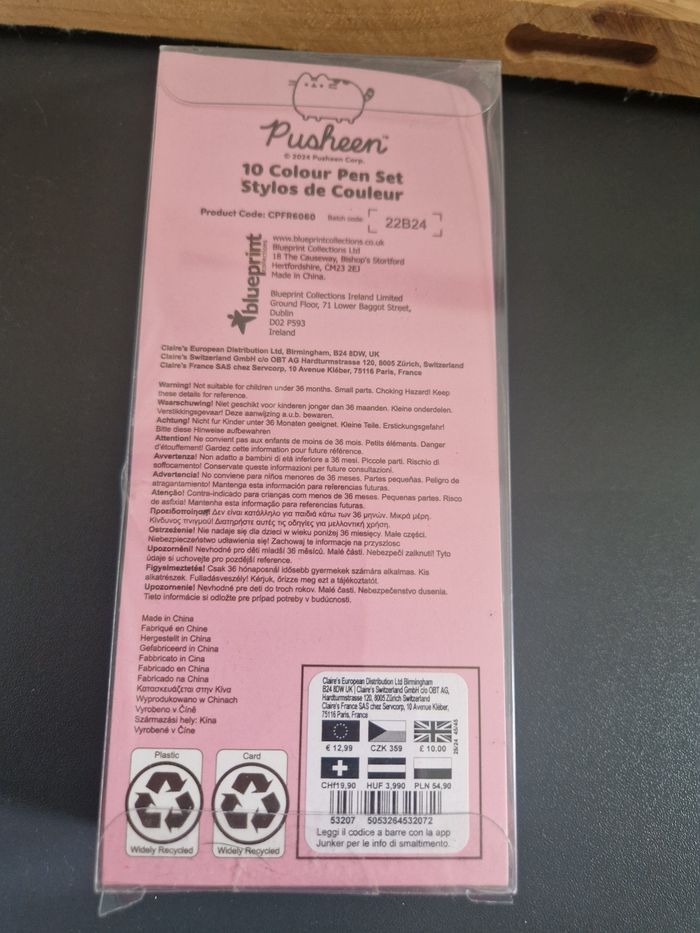 Pusheen™
© 2024 Pusheen Corp.
10 Colour Pen Set
Stylos de Couleur
Product Code: CPFR6060 Batch code 22B24
blueprint
www.blueprintcollections.co.uk
Blueprint Collections Ltd
18 The Causeway, Bishop's Stortford
Hertfordshire, CM23 2EJ
Made in China.
Blueprint Collections Ireland Limited
Ground Floor, 71 Lower Baggot Street,
Dublin
D02 P593
Ireland
Claire's European Distribution Ltd, Birmingham, B24 8DW, UK
Claire's Switzerland GmbH c/o OBT AG Hardturmstrasse 120, 8005 Zürich, Switzerland
Claire's France SAS chez Servcorp, 10 Avenue Kléber, 75116 Paris, France
Warning! Not suitable for children under 36 months. Small parts. Choking Hazard! Keep
these details for reference.
Waarschuwing! Niet geschikt voor kinderen jonger dan 36 maanden. Kleine onderdelen.
Verstikkingsgevaar! Deze aanwijzing a.u.b. bewaren.
Achtung! Nicht fur Kinder unter 36 Monaten geeignet. Kleine Teile. Erstickungsgefahr!
Bitte diese Hinweise aufbewahren
Attention! Ne convient pas aux enfants de moins de 36 mois. Petits éléments. Danger
d'étouffement! Gardez cette information pour future référence.
Avvertenza! Non adatto a bambini di età inferiore a 36 mesi. Piccole parti. Rischio di
soffocamento! Conservate queste informazioni per future consultazioni.
Advertencia! No conviene para niños menores de 36 meses. Partes pequeñas. Peligro de
atragantamiento! Mantenga esta información para referencias futuras.
Atenção! Contra-indicado para crianças com menos de 36 meses. Pequenas partes. Risco
de asfixia! Mantenha esta informação para referencias futuras.
Προειδοποίηση! Δεν είναι κατάλληλο για παιδιά κάτω των 36 μηνών. Μικρά μέρη.
Κίνδυνος πνιγμού! Διατηρήστε αυτές τις οδηγίες για μελλοντική χρήση.
Ostrzeżenie! Nie nadaje się dla dzieci w wieku poniżej 36 miesięcy. Małe części.
Niebezpieczeństwo udławienia się! Zachowaj te informacje na przyszlosc
Upozornění! Nevhodné pro děti mladší 36 měsíců. Malé části. Nebezpečí zalknutí! Tyto
údaje si uchovejte pro pozdější reference.
Figyelmeztetés! Csak 36 hónaposnál idősebb gyermekek számára alkalmas. Kis
alkatrészek. Fulladásveszély! Kérjuk, őrizze meg ezt a tájékoztatót.
Upozornenie! Nevhodné pre deti do troch rokov. Malé časti. Nebezpečenstvo dusenia.
Tieto informácie si odložte pre prípad potreby v budúcnosti.
Made in China
Fabriqué en Chine
Hergestellt in China
Gefabriceerd in China
Fabbricato in Cina
Fabricado en China
Fabricado na China
Κατασκευάζεται στην Κίνα
Wyprodukowano w Chinach
Vyrobeno v Číně
Származási hely: Kína
Vyrobené v Číne
Plastic
Widely Recycled
Card
Widely Recycled
Claire's European Distribution Ltd Birmingham
B24 8DW UK | Claire's Switzerland GmbH c/o OBT AG,
Hardturmstrasse 120, 8005 Zürich
Claire's France SAS chez Servcorp, 10 Avenue Kléber,
75116 Paris, France
€ 12,99 CZK 359 £ 10.00
26/24 45/45
CHf19,90 HUF 3,990 PLN 54,90
53207 5053264532072
Leggi il codice a barre con la app
Junker per le info di smaltimento.